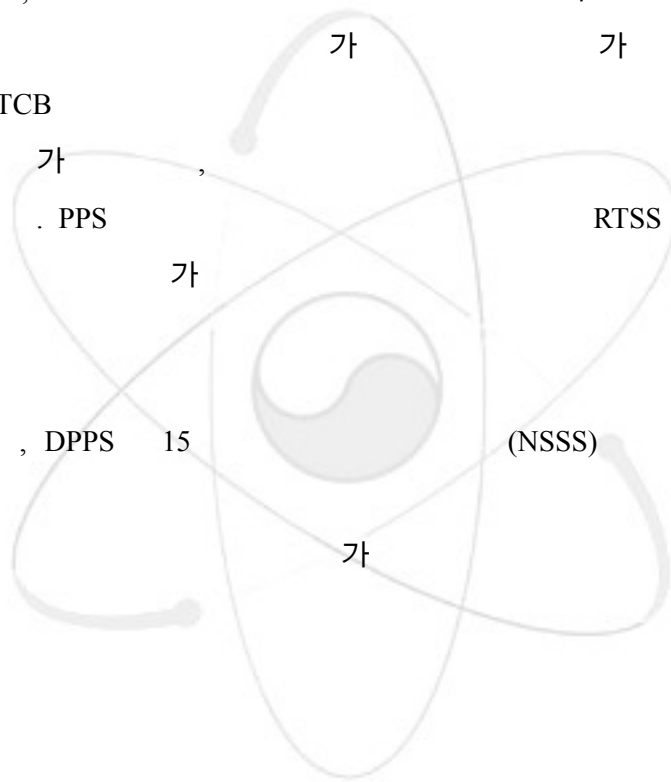 ,
가 가
TCB
가 ,
. PPS RTSS
가
, DPPS 15 (NSSS)
가